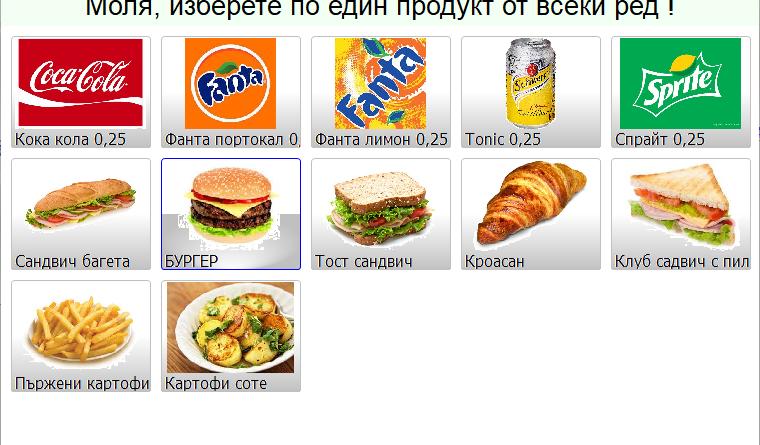 Моля, изберете по един продукт от всеки ред !
Coca-Cola
Fanta
Fanta
Schweppes
Sprite
Кока кола 0,25
Фанта портокал 0,
Фанта лимон 0,25
Tonic 0,25
Спрайт 0,25
Сандвич багета
БУРГЕР
Тост сандвич
Кроасан
Клуб садвич с пил
Пържени картофи
Картофи соте